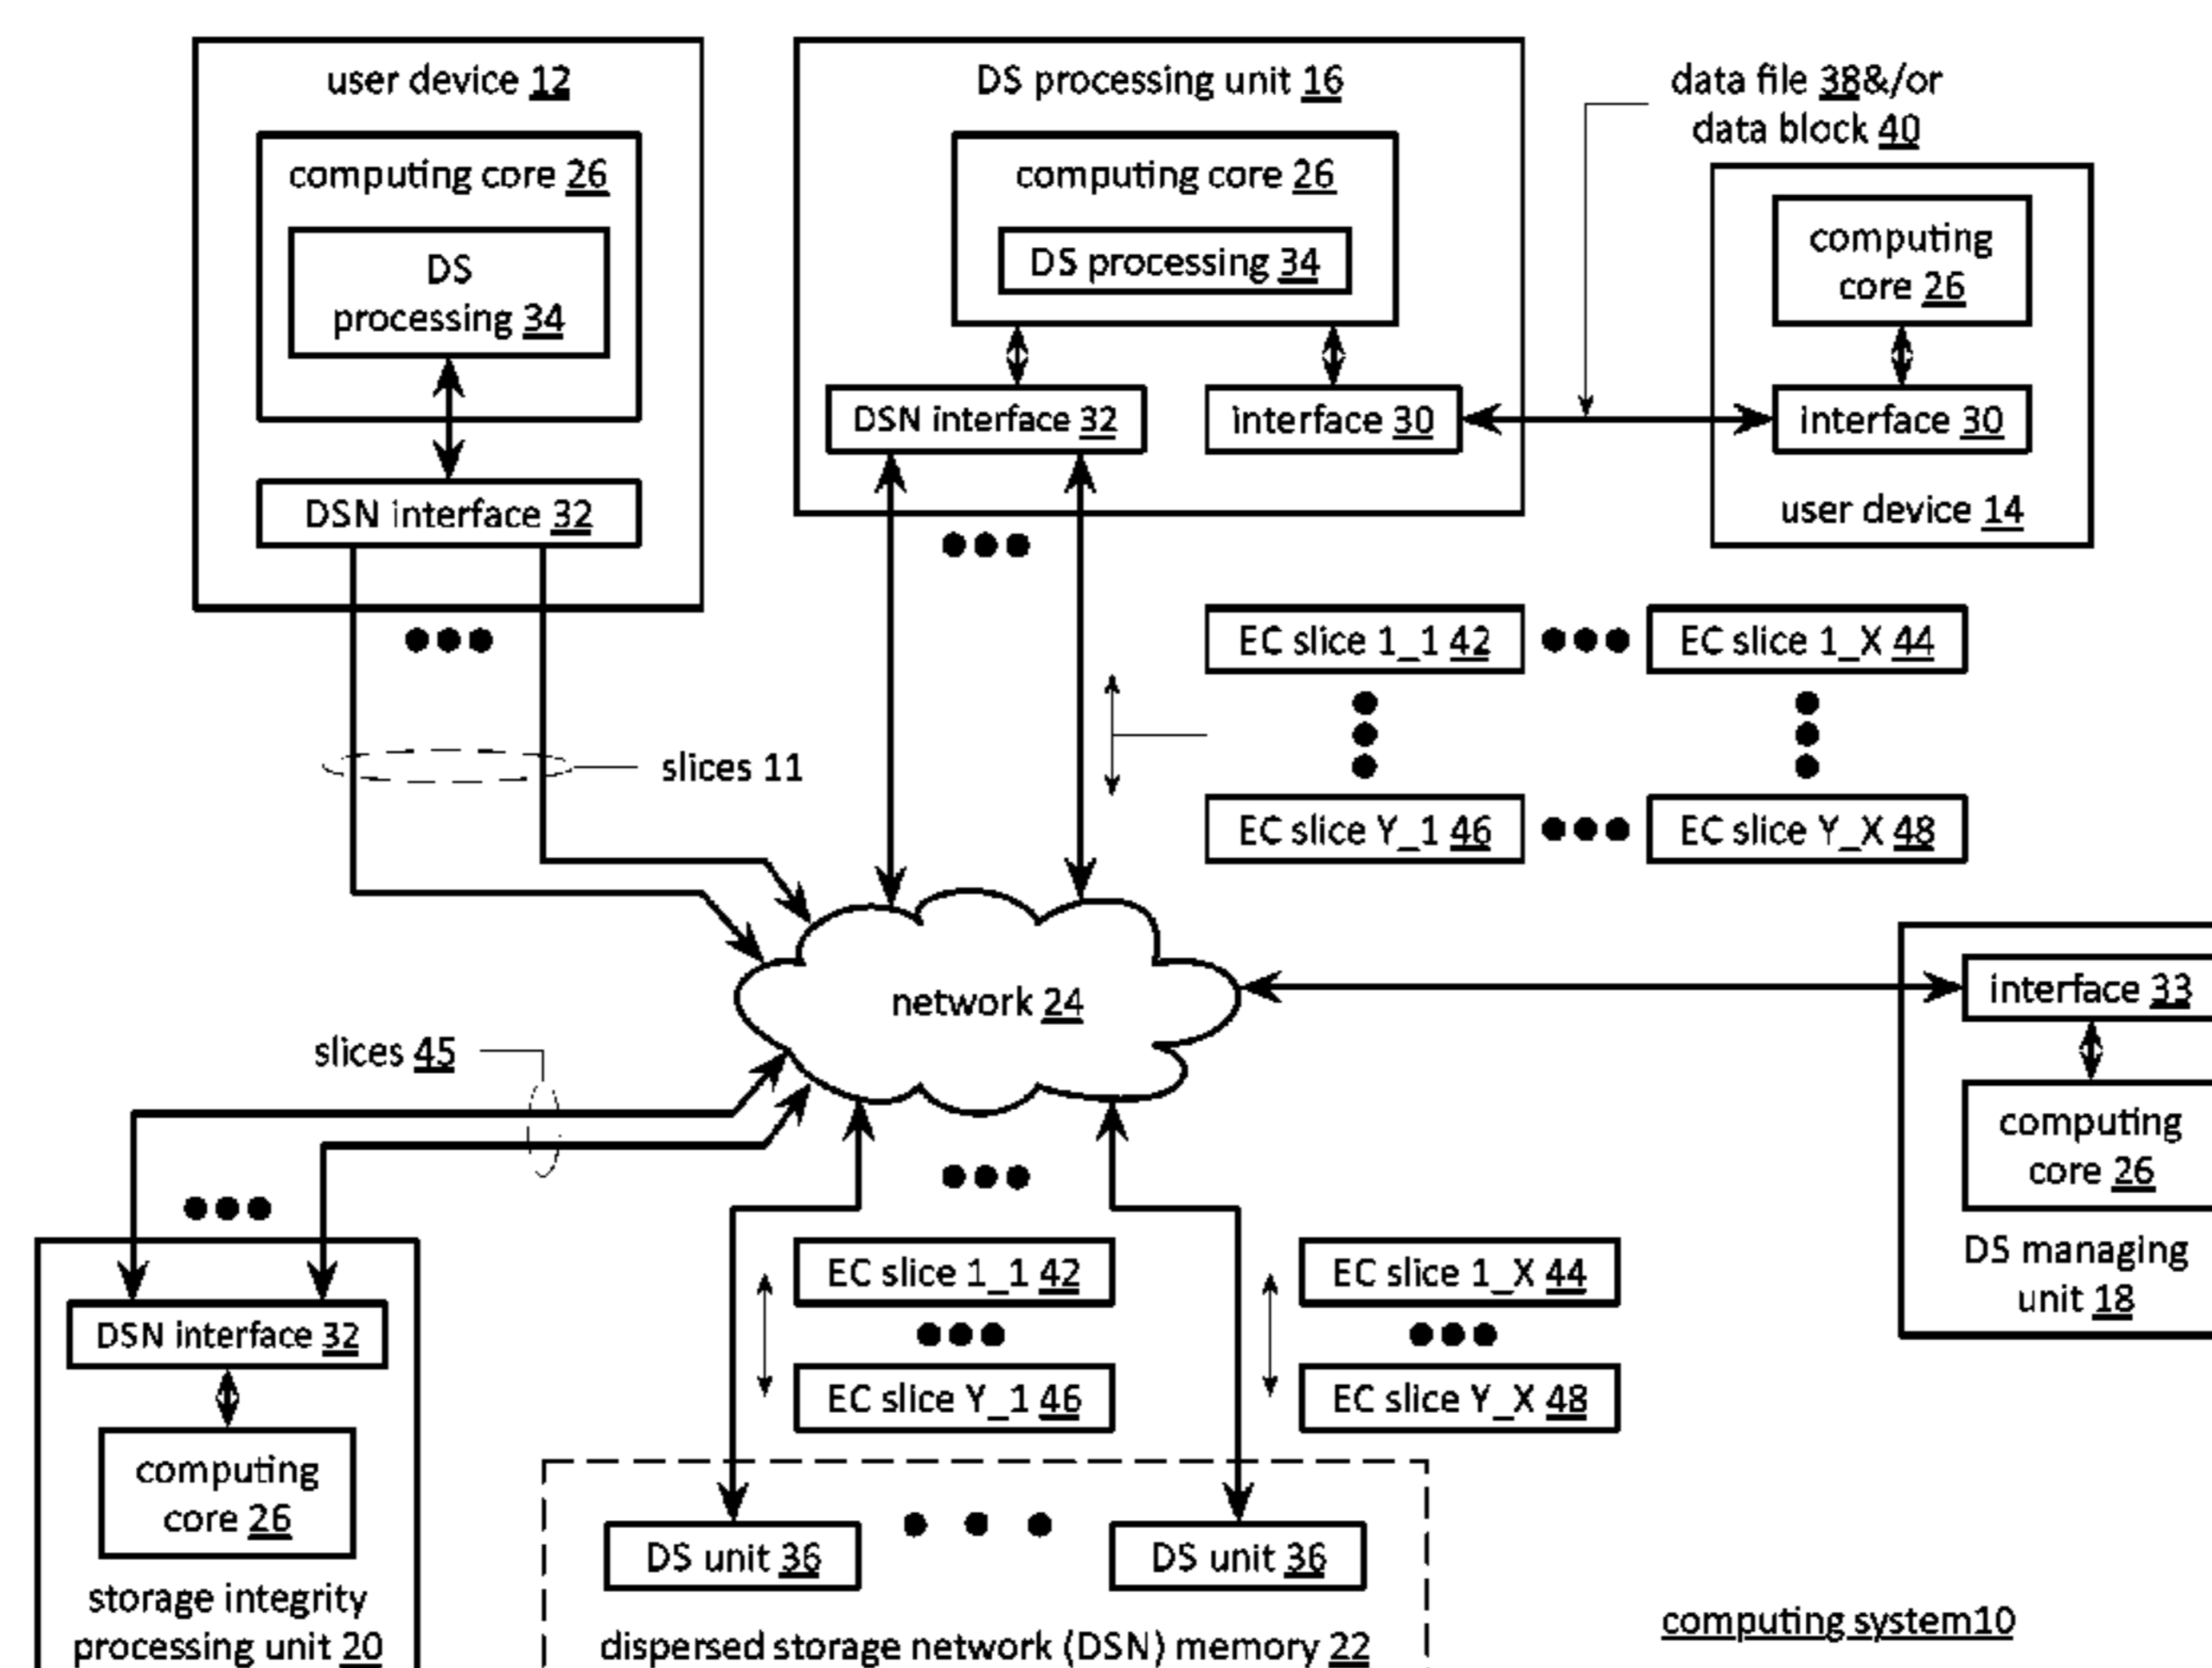 user device 12
computing core 26
DS
processing 34
DSN interface 32
DS processing unit 16
computing core 26
DS processing 34
DSN interface 32
interface 30
data file 38&/or
data block 40
computing
core 26
interface 30
user device 14
EC slice 1_1 42
EC slice 1_X 44
EC slice Y_1 46
EC slice Y_X 48
slices 11
network 24
interface 33
computing
core 26
DS managing
unit 18
slices 45
DSN interface 32
computing
core 26
storage integrity
processing unit 20
EC slice 1_1 42
EC slice Y_1 46
EC slice 1_X 44
EC slice Y_X 48
DS unit 36
DS unit 36
dispersed storage network (DSN) memory 22
computing system10